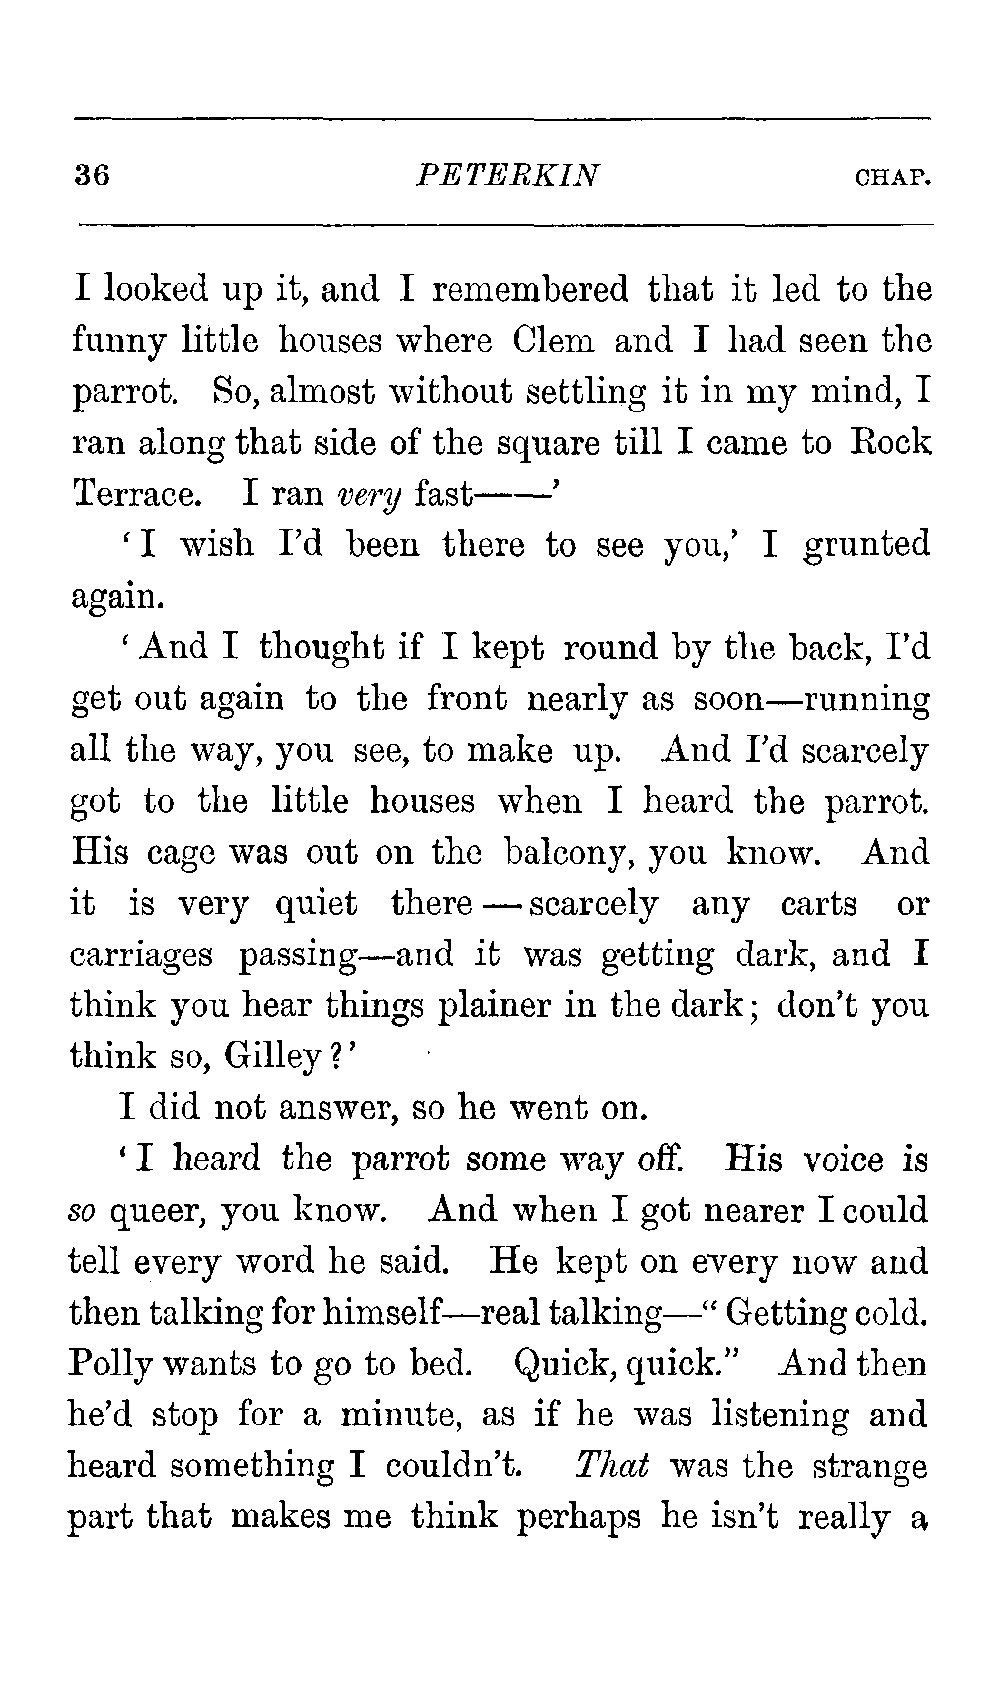 36 PETERKIN CHAP.
I looked up it, and I remembered that it led to the
funny little houses where Clem and I had seen the
parrot. So, almost without settling it in my mind, I
ran along that side of the square till I came to Rock
Terrace. I ran very fast——’
‘I wish I’d been there to see you,’ I grunted
again.
‘And I thought if I kept round by the back, I’d
get out again to the front nearly as soon—running
all the way, you see, to make up. And I’d scarcely
got to the little houses when I heard the parrot.
His cage was out on the balcony, you know. And
it is very quiet there—scarcely any carts or
carriages passing—and it was getting dark, and I
think you hear things plainer in the dark; don’t you
think so, Gilley?’
I did not answer, so he went on.
‘I heard the parrot some way off. His voice is
so queer, you know. And when I got nearer I could
tell every word he said. He kept on every now and
then talking for himself—real talking—“Getting cold.
Polly wants to go to bed. Quick, quick.” And then
he’d stop for a minute, as if he was listening and
heard something I couldn’t. That was the strange
part that makes me think perhaps he isn’t really a